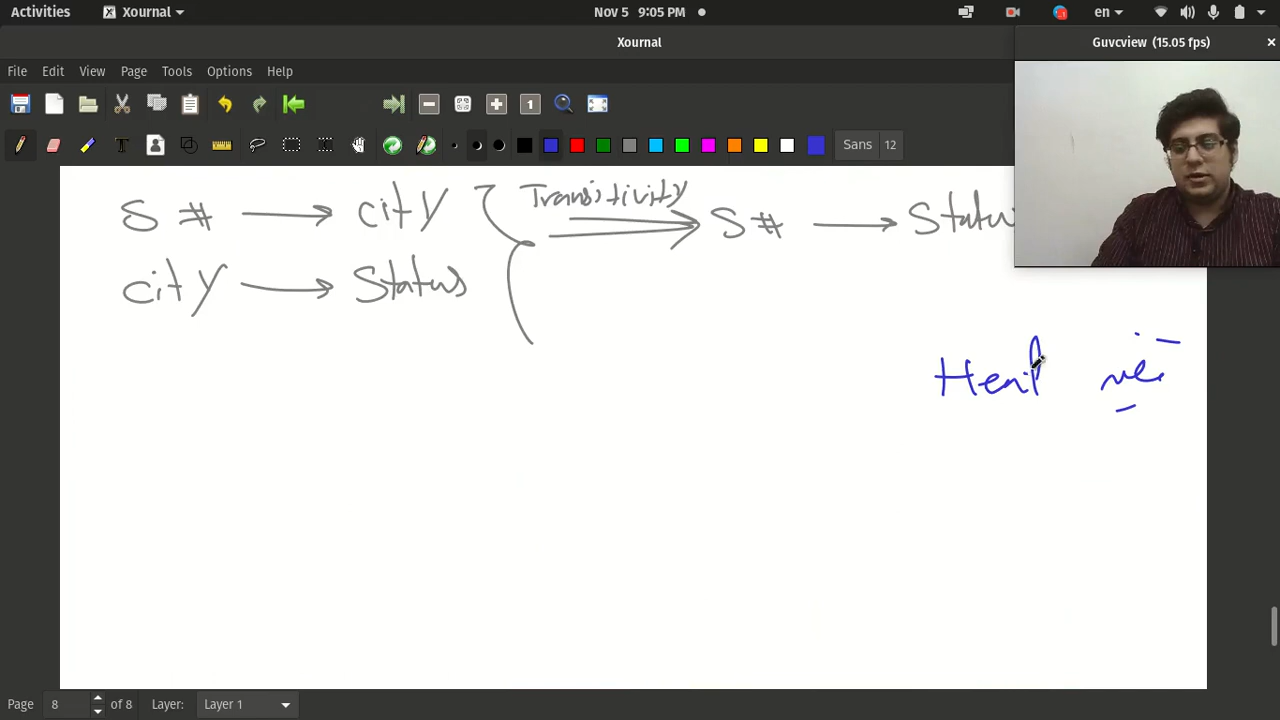 Activities Xournal Nov 5 9:05 PM en
Xournal
Guvcview (15.05 fps)
File Edit View Page Tools Options Help
Sans 12
S# → city } Transitivity ⇒ S# → Status
city → Status
Page 8 of 8 Layer: Layer 1